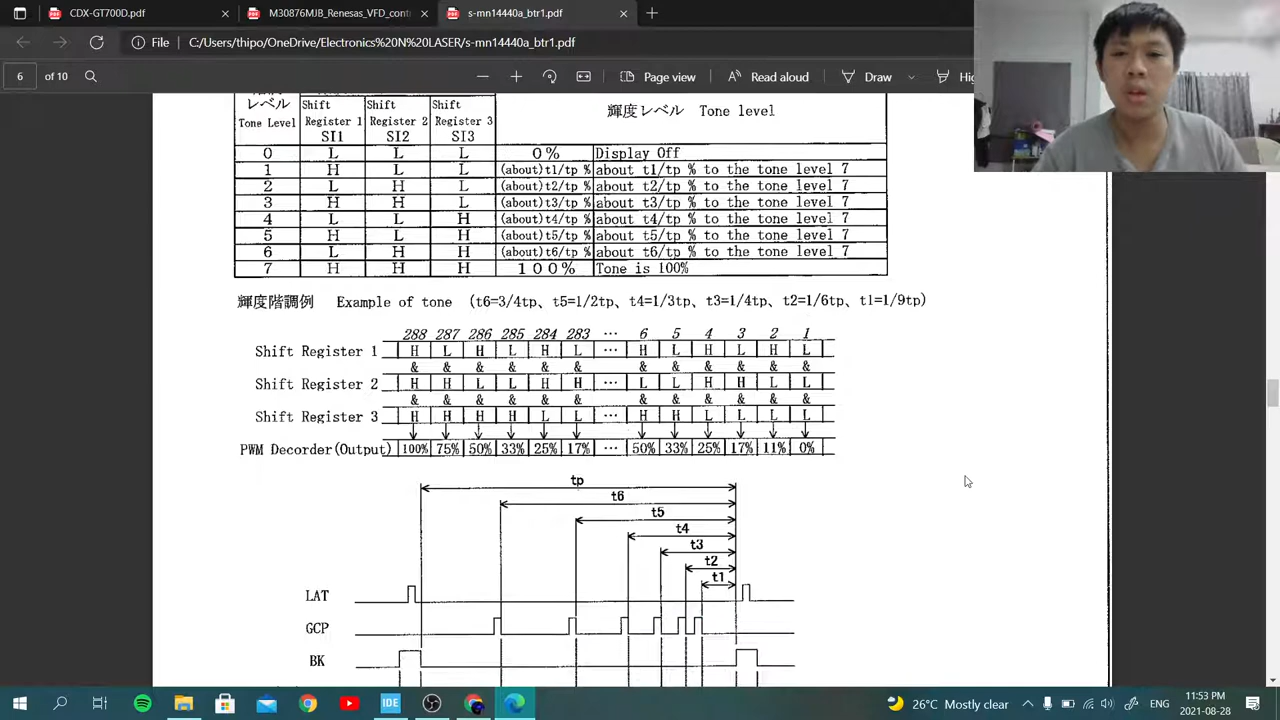 CDX-GT700D.pdf
M30876MJB_Renesas_VFD_cont
s-mn14440a_btr1.pdf
File
C:/Users/thipo/OneDrive/Electronics%20N%20LASER/s-mn14440a_btr1.pdf
6 of 10
Page view
Read aloud
Draw
レベル
Tone Level
Shift
Register 1
SI1
Shift
Register 2
SI2
Shift
Register 3
SI3
輝度レベル Tone level
0 L L L 0% Display Off
1 H L L (about)t1/tp % about t1/tp % to the tone level 7
2 L H L (about)t2/tp % about t2/tp % to the tone level 7
3 H H L (about)t3/tp % about t3/tp % to the tone level 7
4 L L H (about)t4/tp % about t4/tp % to the tone level 7
5 H L H (about)t5/tp % about t5/tp % to the tone level 7
6 L H H (about)t6/tp % about t6/tp % to the tone level 7
7 H H H 100% Tone is 100%
輝度階調例 Example of tone (t6=3/4tp、t5=1/2tp、t4=1/3tp、t3=1/4tp、t2=1/6tp、t1=1/9tp)
288 287 286 285 284 283 ... 6 5 4 3 2 1
Shift Register 1 H L H L H L ... H L H L H L
& & & & & & & & & & & &
Shift Register 2 H H L L H H ... L L H H L L
& & & & & & & & & & & &
Shift Register 3 H H H H L L ... H H L L L L
PWM Decorder(Output) 100% 75% 50% 33% 25% 17% ... 50% 33% 25% 17% 11% 0%
tp
t6
t5
t4
t3
t2
t1
LAT
GCP
BK
IDE
26°C Mostly clear
11:53 PM
2021-08-28